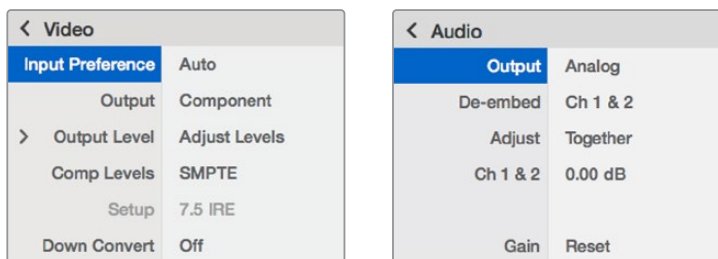 Video
Input Preference Auto
Output Component
Output Level Adjust Levels
Comp Levels SMPTE
Setup 7.5 IRE
Down Convert Off
Audio
Output Analog
De-embed Ch 1 & 2
Adjust Together
Ch 1 & 2 0.00 dB
Gain Reset